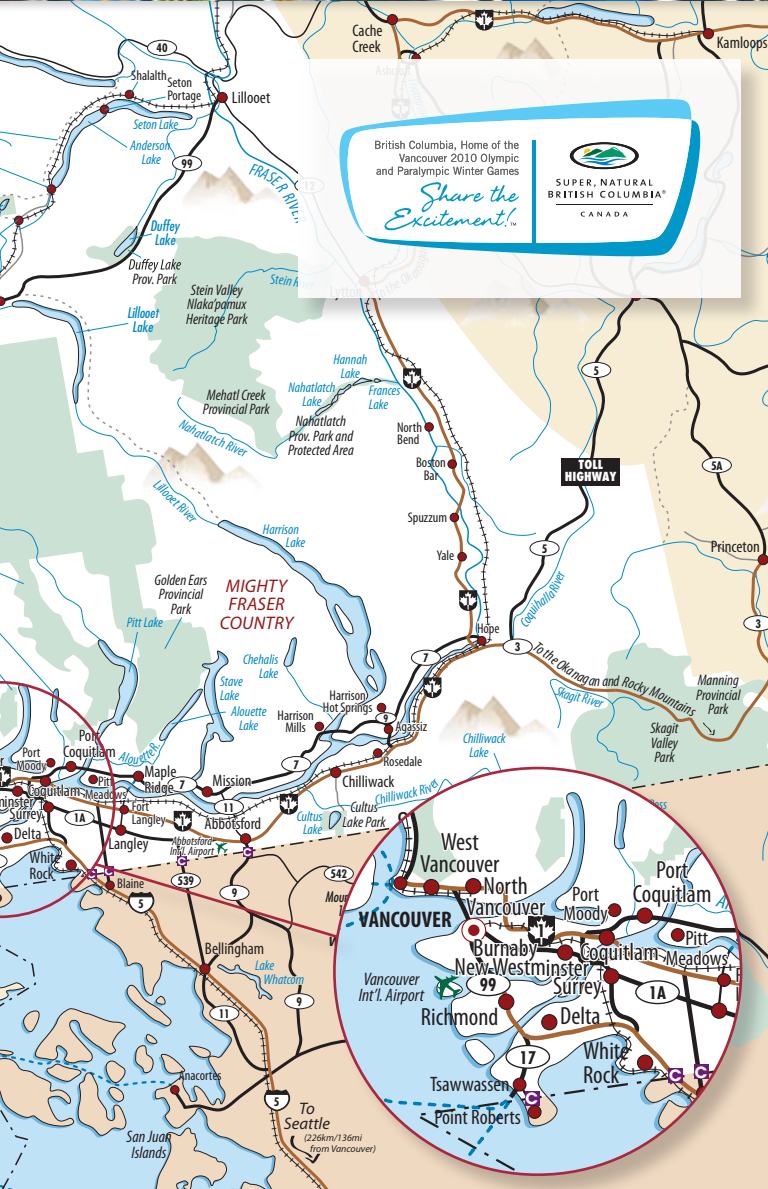 Cache
Creek
1
Kamloops
40
Shalalth
Seton
Portage
Lillooet
Seton Lake
Anderson
Lake
99
FRASER RIVER
12
British Columbia, Home of the
Vancouver 2010 Olympic
and Paralympic Winter Games
Share the
Excitement!™
SUPER, NATURAL
BRITISH COLUMBIA®
CANADA
Duffey
Lake
Duffey Lake
Prov. Park
Stein Valley
Nlaka'pamux
Heritage Park
Lytton
Lillooet
Lake
Hannah
Lake
1
5
Nahatlatch
Lake
Frances
Lake
Mehatl Creek
Provincial Park
Nahatlatch
Prov. Park and
Protected Area
Nahatlatch River
North
Bend
Boston
Bar
TOLL
HIGHWAY
5A
Lillooet River
Spuzzum
Harrison
Lake
Yale
5
Princeton
Golden Ears
Provincial
Park
MIGHTY
FRASER
COUNTRY
1
Coquihalla River
Pitt Lake
3
Hope
7
3
To the Okanagan and Rocky Mountains
Chehalis
Lake
Stave
Lake
Alouette
Lake
1
Skagit River
Manning
Provincial
Park
Harrison
Hot Springs
Harrison
Mills
9
Agassiz
Skagit
Valley
Park
Chilliwack
Lake
Port
Coquitlam
Port
Moody
Alouette R.
Rosedale
7
Coquitlam
Pitt
Meadows
Maple
Ridge
7
Mission
Chilliwack
Surrey
1A
Fort
Langley
11
1
1
Chilliwack River
Cultus
Lake
Cultus
Lake Park
Delta
Langley
Abbotsford
Abbotsford
Int'l. Airport
White
Rock
C
C
C
C
Blaine
539
9
542
5
Bellingham
Lake
Whatcom
11
9
Anacortes
5
To
Seattle
(226km/136mi
from Vancouver)
San Juan
Islands
West
Vancouver
North
Vancouver
Port
Moody
Port
Coquitlam
VANCOUVER
1
Burnaby
Coquitlam
Pitt
Meadows
New Westminster
Vancouver
Int'l. Airport
99
Surrey
1A
Richmond
Delta
17
White
Rock
C
C
Tsawwassen
C
Point Roberts